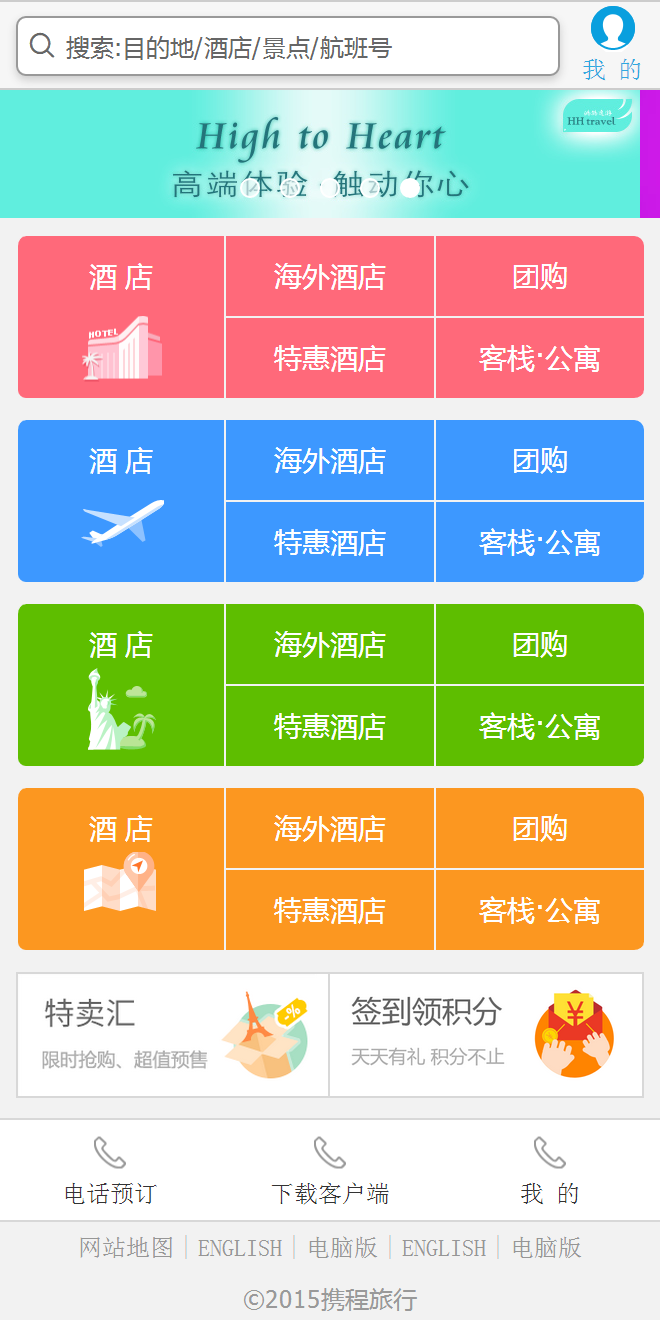 搜索:目的地/酒店/景点/航班号
我 的
High to Heart
HH travel
高端体验 触动你心
酒 店
海外酒店
团购
HOTEL
特惠酒店
客栈·公寓
酒 店
海外酒店
团购
特惠酒店
客栈·公寓
酒 店
海外酒店
团购
特惠酒店
客栈·公寓
酒 店
海外酒店
团购
特惠酒店
客栈·公寓
特卖汇
限时抢购、超值预售
%
签到领积分
天天有礼 积分不止
¥
电话预订
下载客户端
我 的
网站地图 | ENGLISH | 电脑版 | ENGLISH | 电脑版
©2015携程旅行